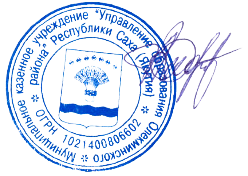 Муниципальное казенное учреждение "Управление образования Олекминского
района" Республики Саха (Якутия)
ОГРН 1021400806602